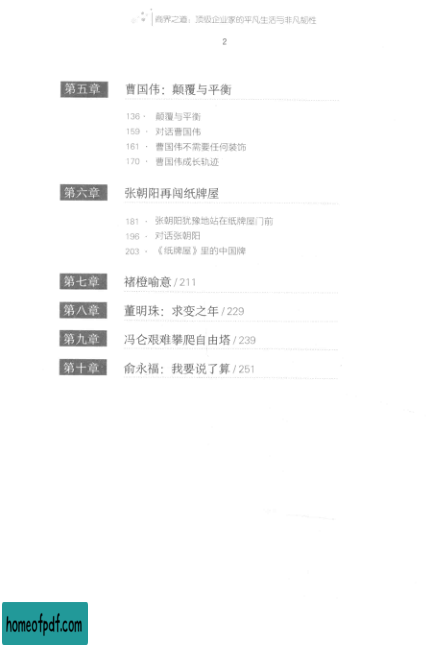 商界之道：顶级企业家的平凡生活与非凡韧性
2
第五章 曹国伟：颠覆与平衡
136 · 颠覆与平衡
159 · 对话曹国伟
161 · 曹国伟不需要任何装饰
170 · 曹国伟成长轨迹
第六章 张朝阳再闯纸牌屋
181 · 张朝阳犹豫地站在纸牌屋门前
196 · 对话张朝阳
203 · 《纸牌屋》里的中国牌
第七章 褚橙喻意 / 211
第八章 董明珠：求变之年 / 229
第九章 冯仑艰难攀爬自由塔 / 239
第十章 俞永福：我要说了算 / 251
homeofpdf.com